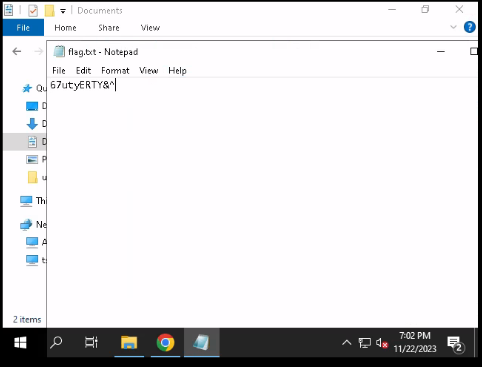 Documents
File Home Share View
flag.txt - Notepad
File Edit Format View Help
67utyERTY&^
2 items
7:02 PM
11/22/2023
2